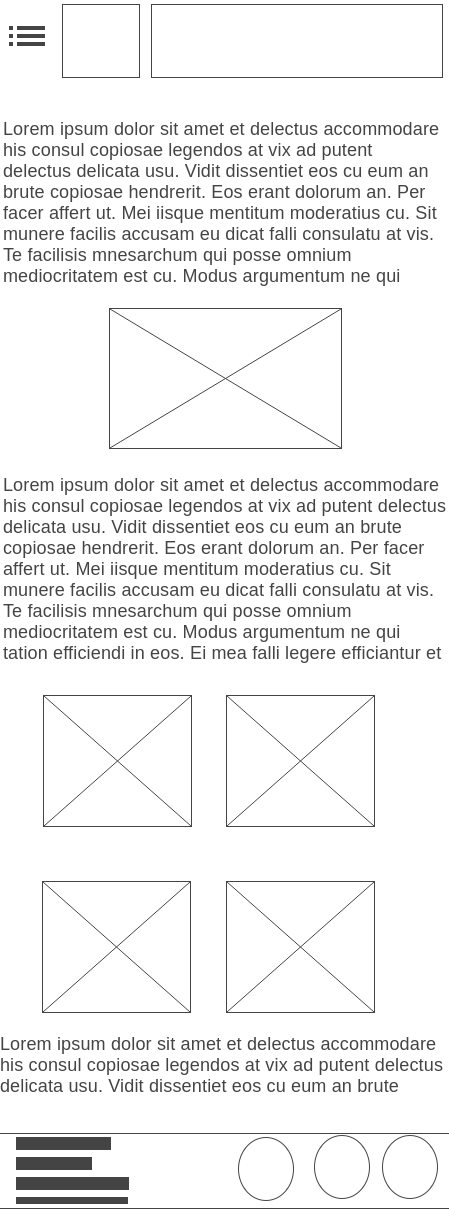 Lorem ipsum dolor sit amet et delectus accommodare
his consul copiosae legendos at vix ad putent
delectus delicata usu. Vidit dissentiet eos cu eum an
brute copiosae hendrerit. Eos erant dolorum an. Per
facer affert ut. Mei iisque mentitum moderatius cu. Sit
munere facilis accusam eu dicat falli consulatu at vis.
Te facilisis mnesarchum qui posse omnium
mediocritatem est cu. Modus argumentum ne qui
Lorem ipsum dolor sit amet et delectus accommodare
his consul copiosae legendos at vix ad putent delectus
delicata usu. Vidit dissentiet eos cu eum an brute
copiosae hendrerit. Eos erant dolorum an. Per facer
affert ut. Mei iisque mentitum moderatius cu. Sit
munere facilis accusam eu dicat falli consulatu at vis.
Te facilisis mnesarchum qui posse omnium
mediocritatem est cu. Modus argumentum ne qui
tation efficiendi in eos. Ei mea falli legere efficiantur et
Lorem ipsum dolor sit amet et delectus accommodare
his consul copiosae legendos at vix ad putent delectus
delicata usu. Vidit dissentiet eos cu eum an brute